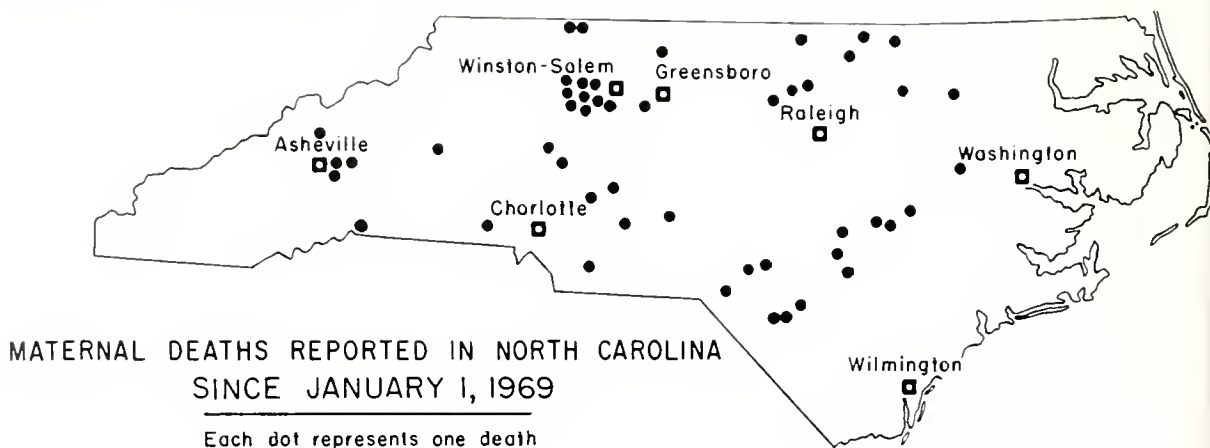 Winston-Salem
Greensboro
Raleigh
Asheville
Washington
Charlotte
Wilmington
MATERNAL DEATHS REPORTED IN NORTH CAROLINA
SINCE JANUARY 1, 1969
Each dot represents one death